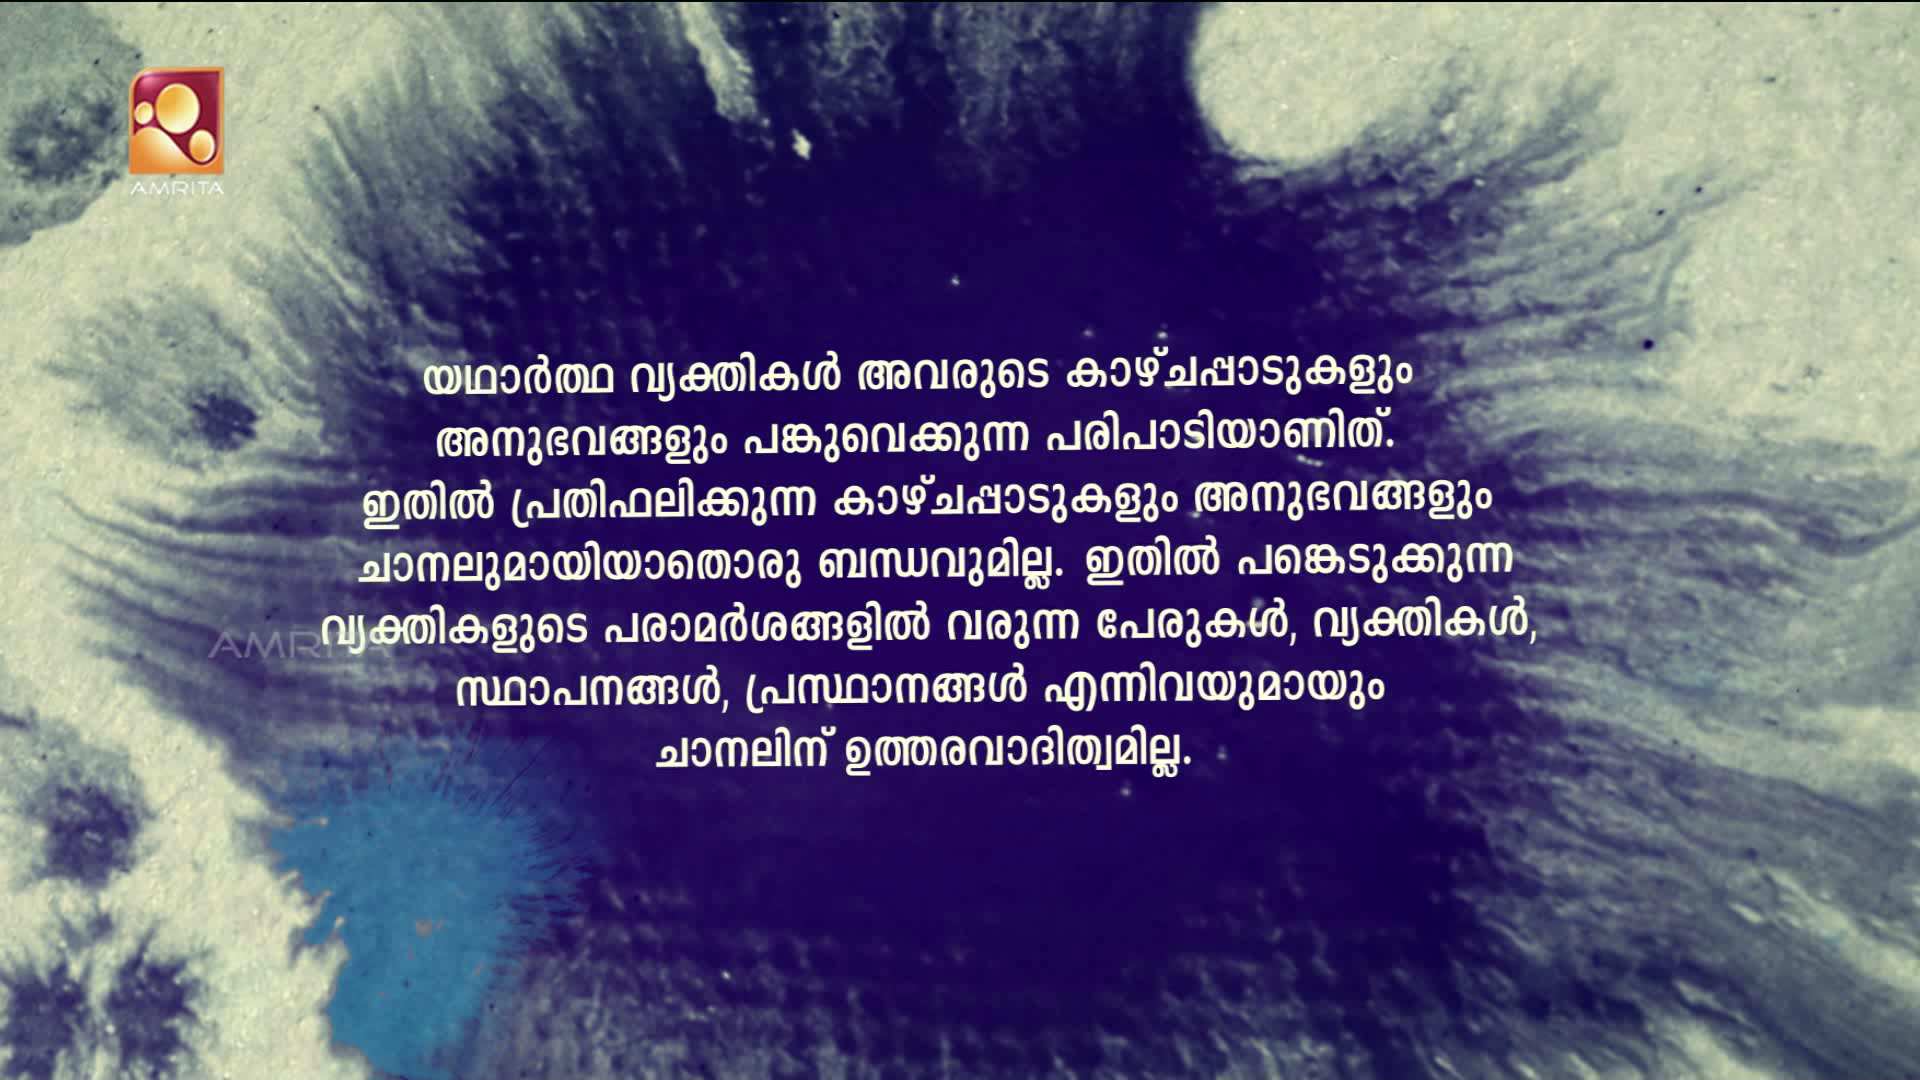 AMRITA
യഥാർത്ഥ വ്യക്തികൾ അവരുടെ കാഴ്ചപ്പാടുകളും
അനുഭവങ്ങളും പങ്കുവെക്കുന്ന പരിപാടിയാണിത്.
ഇതിൽ പ്രതിഫലിക്കുന്ന കാഴ്ചപ്പാടുകളും അനുഭവങ്ങളും
ചാനലുമായിയാതൊരു ബന്ധവുമില്ല. ഇതിൽ പങ്കെടുക്കുന്ന
വ്യക്തികളുടെ പരാമർശങ്ങളിൽ വരുന്ന പേരുകൾ, വ്യക്തികൾ,
സ്ഥാപനങ്ങൾ, പ്രസ്ഥാനങ്ങൾ എന്നിവയുമായും
ചാനലിന് ഉത്തരവാദിത്വമില്ല.